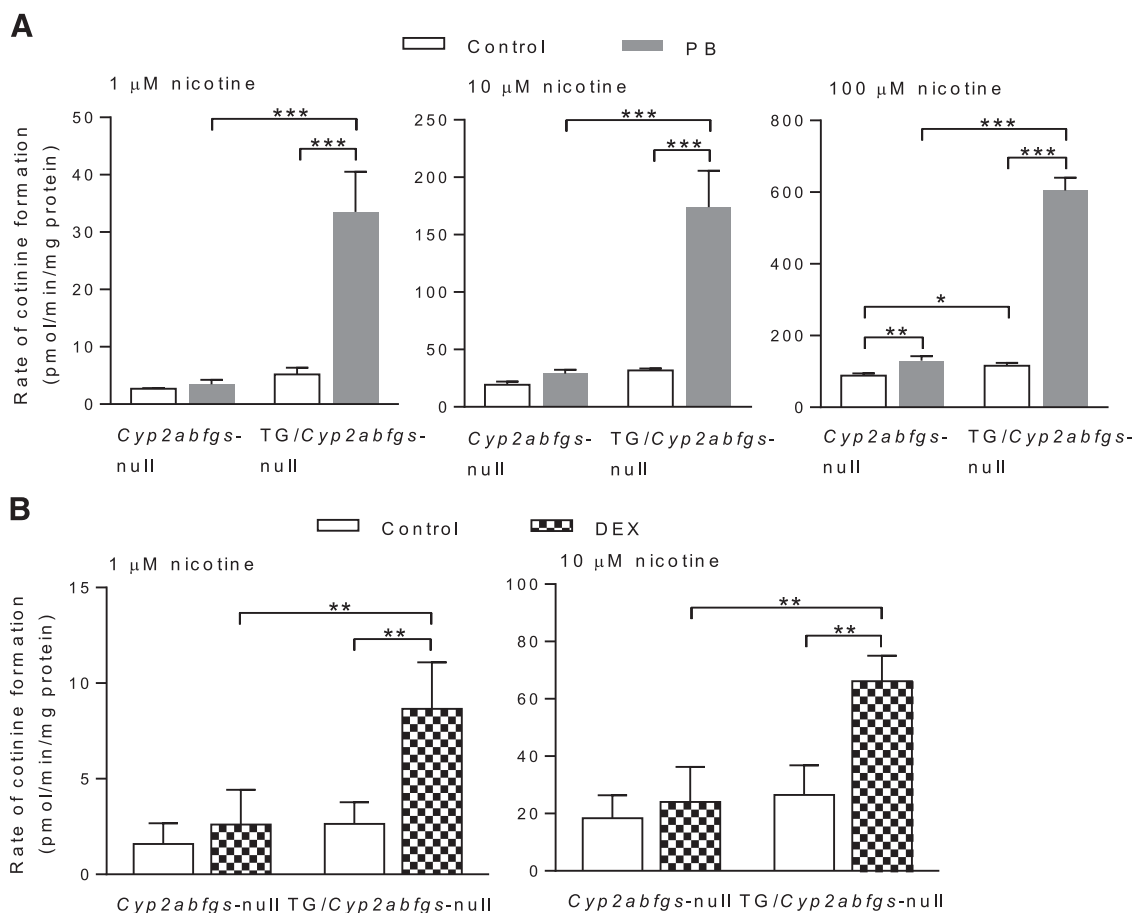 A
Control PB
1 μM nicotine
10 μM nicotine
100 μM nicotine
Rate of cotinine formation
(pmol/min/mg protein)
50
40
30
20
10
0
***
***
Cyp2abfgs- TG/Cyp2abfgs-
null null
250
200
150
100
50
0
***
***
Cyp2abfgs- TG/Cyp2abfgs-
null null
800
600
400
200
0
***
***
*
**
Cyp2abfgs- TG/Cyp2abfgs-
null null
B
Control DEX
1 μM nicotine
10 μM nicotine
Rate of cotinine formation
(pmol/min/mg protein)
15
10
5
0
**
**
Cyp2abfgs-null TG/Cyp2abfgs-null
100
80
60
40
20
0
**
**
Cyp2abfgs-null TG/Cyp2abfgs-null